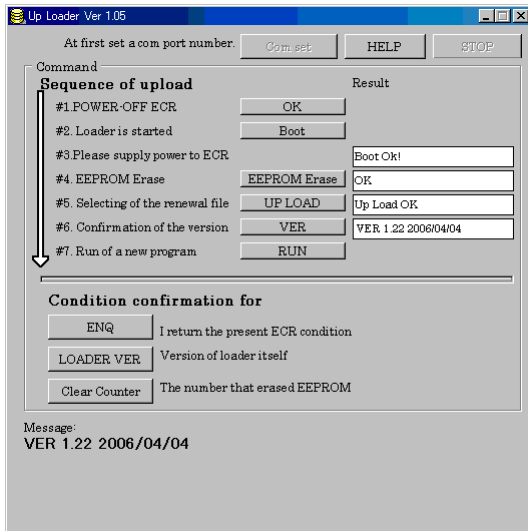 Up Loader Ver 1.05
At first set a com port number. Com set HELP STOP
Command
Sequence of upload Result
#1.POWER-OFF ECR OK
#2. Loader is started Boot
#3.Please supply power to ECR Boot Ok!
#4. EEPROM Erase EEPROM Erase OK
#5. Selecting of the renewal file UP LOAD Up Load OK
#6. Confirmation of the version VER VER 1.22 2006/04/04
#7. Run of a new program RUN
Condition confirmation for
ENQ I return the present ECR condition
LOADER VER Version of loader itself
Clear Counter The number that erased EEPROM
Message:
VER 1.22 2006/04/04